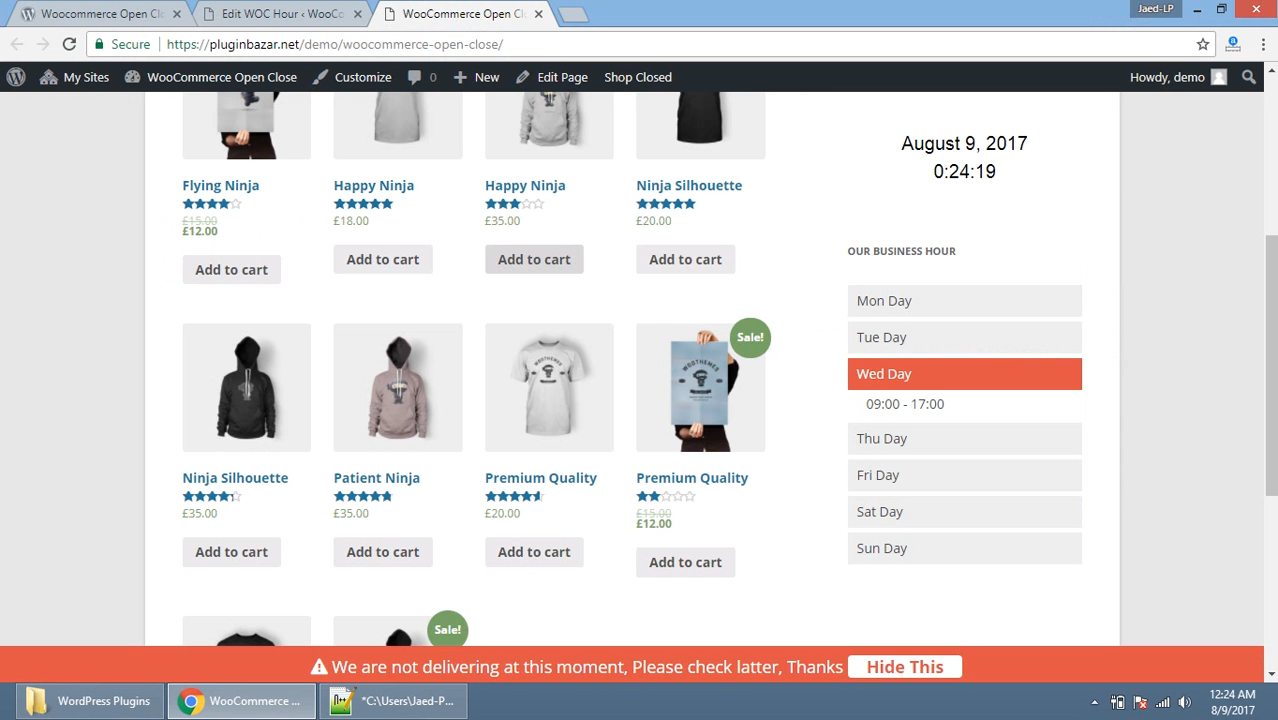 Woocommerce Open Cl
Edit WOC Hour ‹ WooCo
WooCommerce Open Cl
Jaed-LP
Secure
https://pluginbazar.net/demo/woocommerce-open-close/
My Sites
WooCommerce Open Close
Customize
0
New
Edit Page
Shop Closed
Howdy, demo
Flying Ninja
Happy Ninja
Happy Ninja
Ninja Silhouette
£15.00
£12.00
£18.00
£35.00
£20.00
Add to cart
Add to cart
Add to cart
Add to cart
Sale!
WOOTHEMES
Ninja Silhouette
Patient Ninja
Premium Quality
Premium Quality
£35.00
£35.00
£20.00
£15.00
£12.00
Add to cart
Add to cart
Add to cart
Add to cart
Sale!
August 9, 2017
0:24:19
OUR BUSINESS HOUR
Mon Day
Tue Day
Wed Day
09:00 - 17:00
Thu Day
Fri Day
Sat Day
Sun Day
We are not delivering at this moment, Please check latter, Thanks
Hide This
WordPress Plugins
WooCommerce ...
*C:\Users\Jaed-P...
12:24 AM
8/9/2017